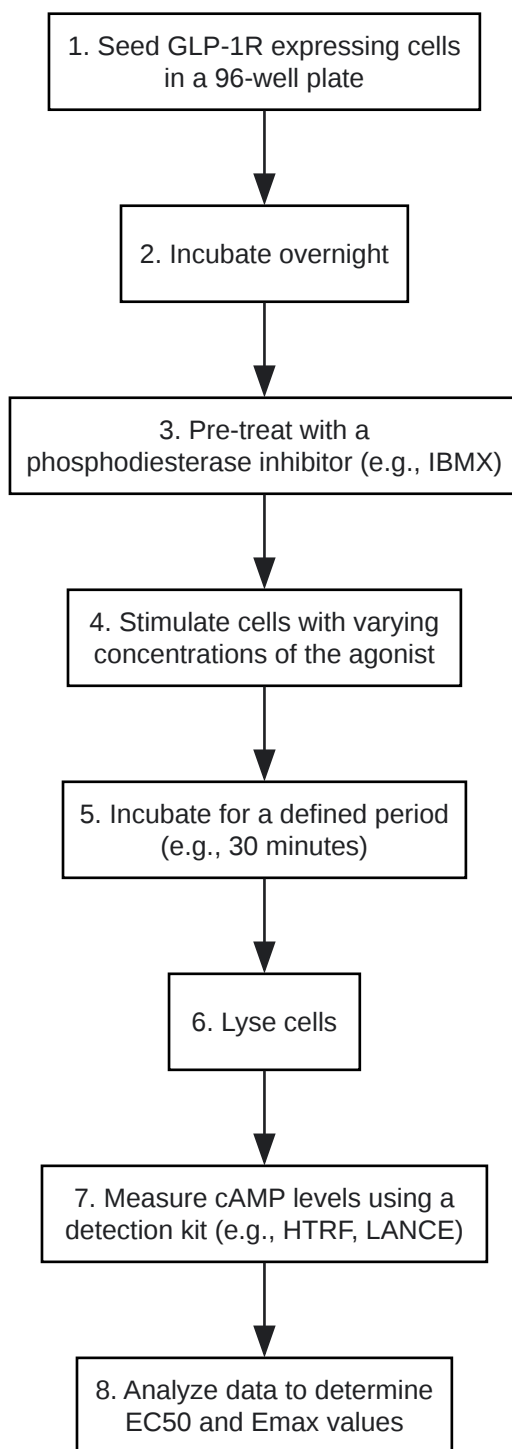 1. Seed GLP-1R expressing cells
in a 96-well plate
2. Incubate overnight
3. Pre-treat with a
phosphodiesterase inhibitor (e.g., IBMX)
4. Stimulate cells with varying
concentrations of the agonist
5. Incubate for a defined period
(e.g., 30 minutes)
6. Lyse cells
7. Measure cAMP levels using a
detection kit (e.g., HTRF, LANCE)
8. Analyze data to determine
EC50 and Emax values